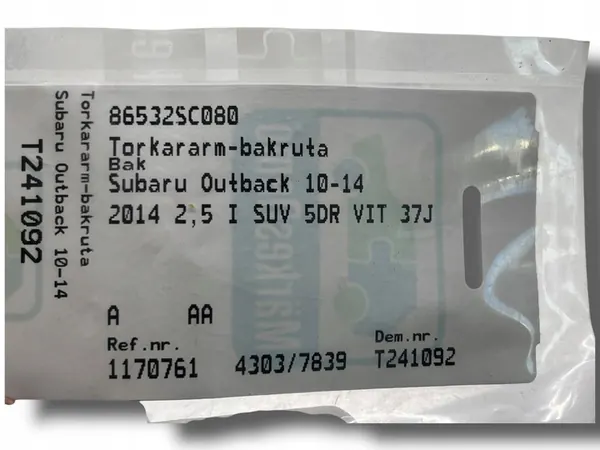 Torkararm-bakruta
Subaru Outback 10-14
T241092
86532SC080
Torkararm-bakruta
Bak
Subaru Outback 10-14
2014 2,5 I SUV 5DR VIT 37J
A AA
Ref.nr. Dem.nr.
1170761 4303/7839 T241092